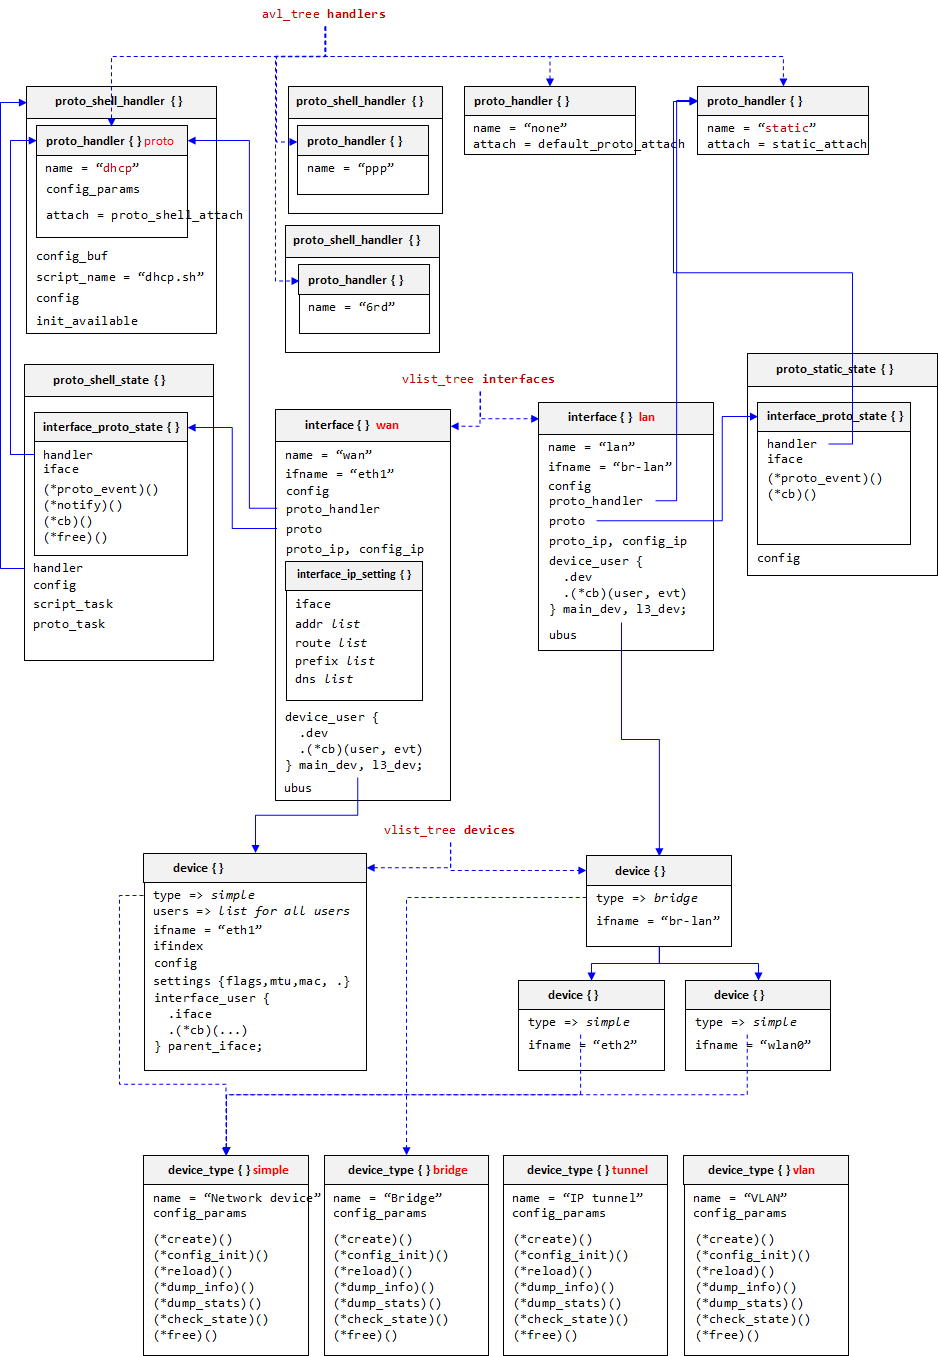 avl_tree handlers
proto_shell_handler { }
proto_handler { } proto
name = “dhcp”
config_params
attach = proto_shell_attach
config_buf
script_name = “dhcp.sh”
config
init_available
proto_shell_handler { }
proto_handler { }
name = “ppp”
proto_shell_handler { }
proto_handler { }
name = “6rd”
proto_handler { }
name = “none”
attach = default_proto_attach
proto_handler { }
name = “static”
attach = static_attach
proto_shell_state { }
interface_proto_state { }
handler
iface
(*proto_event)()
(*notify)()
(*cb)()
(*free)()
handler
config
script_task
proto_task
vlist_tree interfaces
interface { } wan
name = “wan”
ifname = “eth1”
config
proto_handler
proto
proto_ip, config_ip
interface_ip_setting { }
iface
addr list
route list
prefix list
dns list
device_user {
.dev
.(*cb)(user, evt)
} main_dev, l3_dev;
ubus
interface { } lan
name = “lan”
ifname = “br-lan”
config
proto_handler
proto
proto_ip, config_ip
device_user {
.dev
.(*cb)(user, evt)
} main_dev, l3_dev;
ubus
proto_static_state { }
interface_proto_state { }
handler
iface
(*proto_event)()
(*cb)()
config
vlist_tree devices
device { }
type => simple
users => list for all users
ifname = “eth1”
ifindex
config
settings {flags,mtu,mac, .}
interface_user {
.iface
.(*cb)(...)
} parent_iface;
device { }
type => bridge
ifname = “br-lan”
device { }
type => simple
ifname = “eth2”
device { }
type => simple
ifname = “wlan0”
device_type { } simple
name = “Network device”
config_params
(*create)()
(*config_init)()
(*reload)()
(*dump_info)()
(*dump_stats)()
(*check_state)()
(*free)()
device_type { } bridge
name = “Bridge”
config_params
(*create)()
(*config_init)()
(*reload)()
(*dump_info)()
(*dump_stats)()
(*check_state)()
(*free)()
device_type { } tunnel
name = “IP tunnel”
config_params
(*create)()
(*config_init)()
(*reload)()
(*dump_info)()
(*dump_stats)()
(*check_state)()
(*free)()
device_type { } vlan
name = “VLAN”
config_params
(*create)()
(*config_init)()
(*reload)()
(*dump_info)()
(*dump_stats)()
(*check_state)()
(*free)()